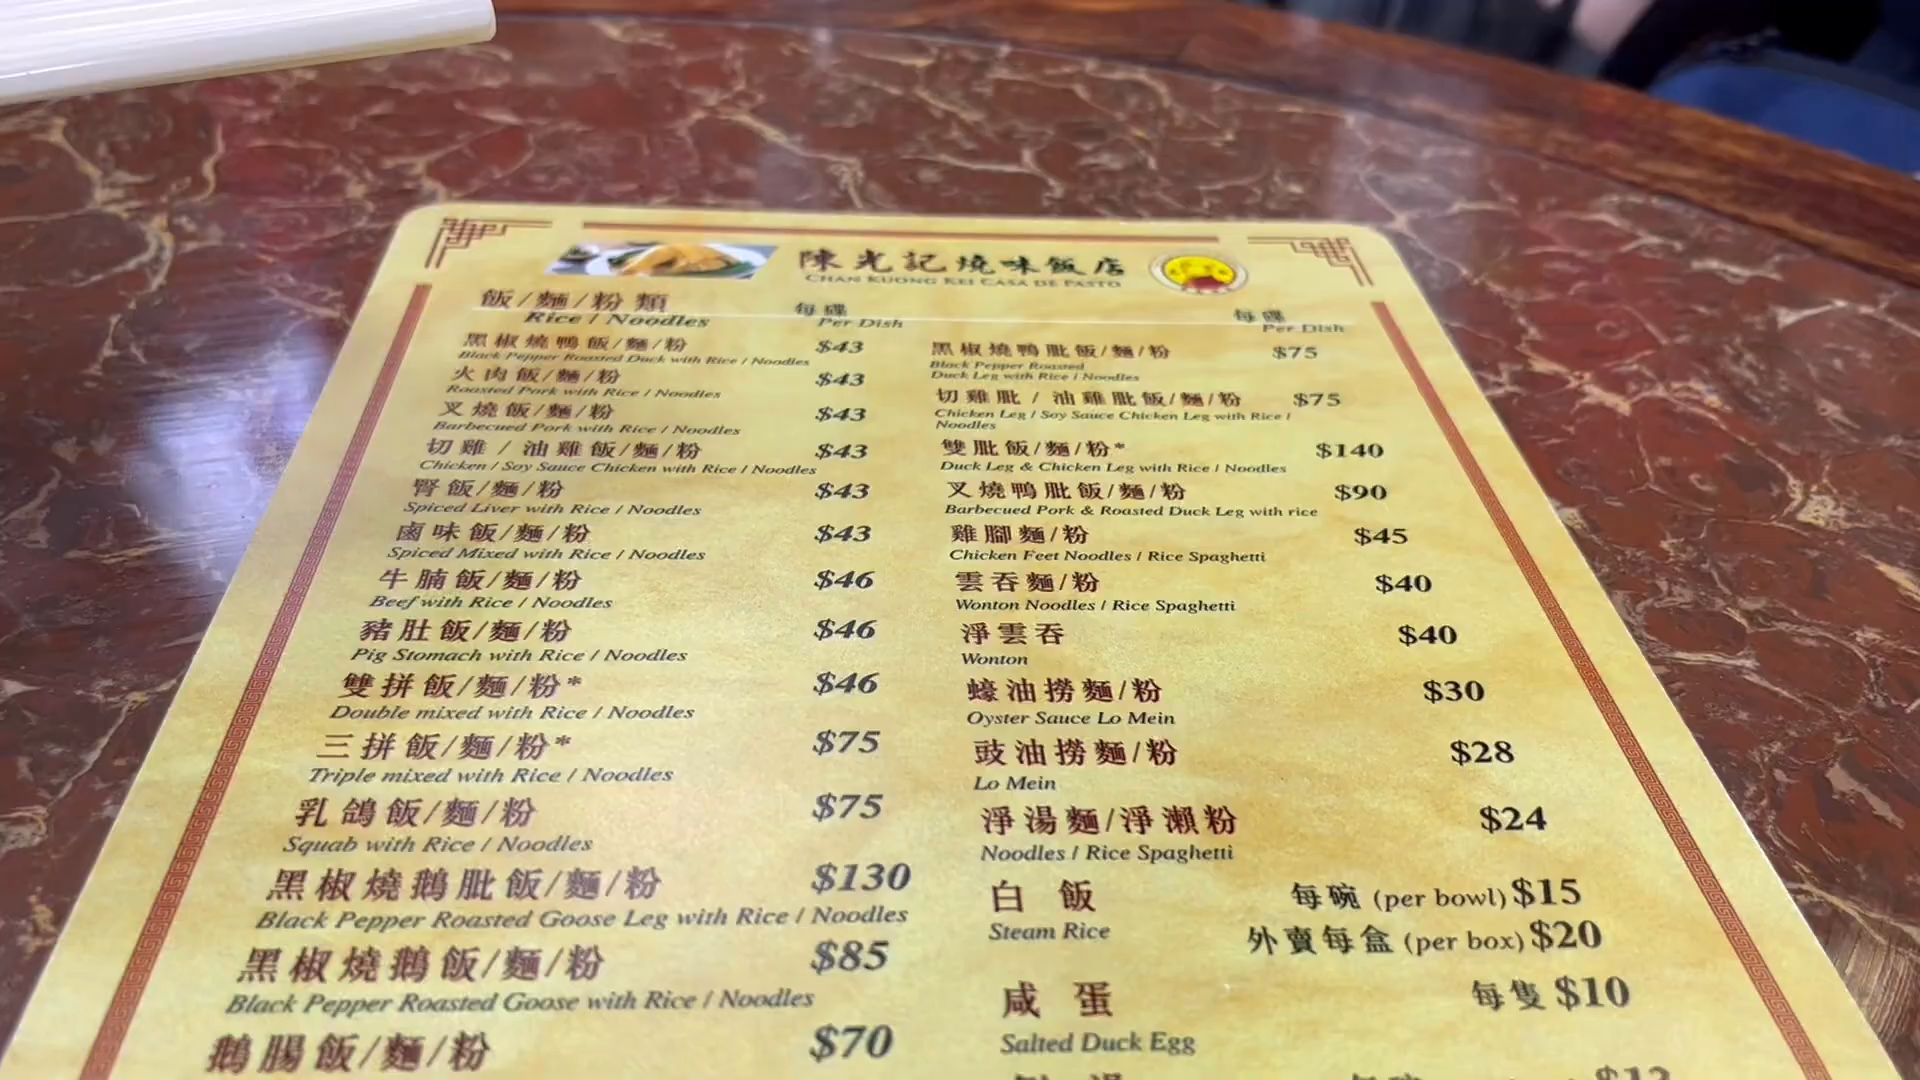 陳光記燒味飯店
CHAN KUONG KEI CASA DE PASTO
飯/麵/粉類 每碟
Rice / Noodles Per Dish
黑椒燒鴨飯/麵/粉 $43
Black Pepper Roasted Duck with Rice / Noodles
火肉飯/麵/粉 $43
Roasted Pork with Rice / Noodles
叉燒飯/麵/粉 $43
Barbecued Pork with Rice / Noodles
切雞 / 油雞飯/麵/粉 $43
Chicken / Soy Sauce Chicken with Rice / Noodles
腎飯/麵/粉 $43
Spiced Liver with Rice / Noodles
鹵味飯/麵/粉 $43
Spiced Mixed with Rice / Noodles
牛腩飯/麵/粉 $46
Beef with Rice / Noodles
豬肚飯/麵/粉 $46
Pig Stomach with Rice / Noodles
雙拼飯/麵/粉* $46
Double mixed with Rice / Noodles
三拼飯/麵/粉* $75
Triple mixed with Rice / Noodles
乳鴿飯/麵/粉 $75
Squab with Rice / Noodles
黑椒燒鵝肶飯/麵/粉 $130
Black Pepper Roasted Goose Leg with Rice / Noodles
黑椒燒鵝飯/麵/粉 $85
Black Pepper Roasted Goose with Rice / Noodles
鵝腸飯/麵/粉 $70
每碟
Per Dish
黑椒燒鴨肶飯/麵/粉 $75
Black Pepper Roasted
Duck Leg with Rice / Noodles
切雞肶 / 油雞肶飯/麵/粉 $75
Chicken Leg / Soy Sauce Chicken Leg with Rice /
Noodles
雙肶飯/麵/粉* $140
Duck Leg & Chicken Leg with Rice / Noodles
叉燒鴨肶飯/麵/粉 $90
Barbecued Pork & Roasted Duck Leg with rice
雞腳麵/粉 $45
Chicken Feet Noodles / Rice Spaghetti
雲吞麵/粉 $40
Wonton Noodles / Rice Spaghetti
淨雲吞 $40
Wonton
蠔油撈麵/粉 $30
Oyster Sauce Lo Mein
豉油撈麵/粉 $28
Lo Mein
淨湯麵/淨瀨粉 $24
Noodles / Rice Spaghetti
白飯 每碗 (per bowl) $15
Steam Rice 外賣每盒 (per box) $20
咸蛋 每隻 $10
Salted Duck Egg